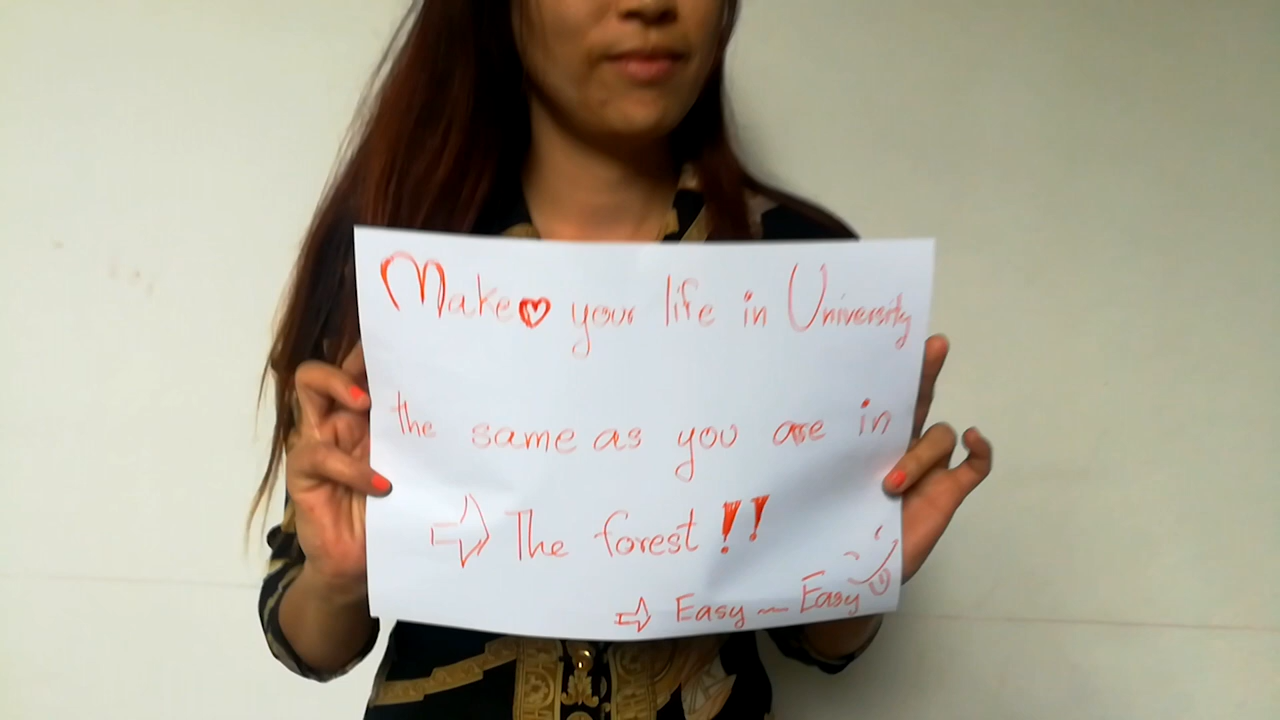 Make♥ your life in University
the same as you are in
⇨ The forest !!
⇨ Easy ~ Easy